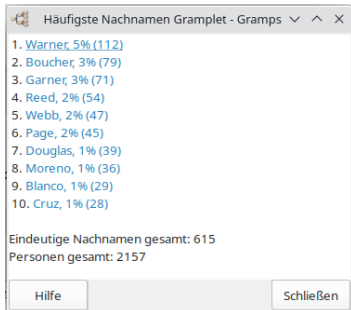 Häufigste Nachnamen Gramplet - Gramps
1. Warner, 5% (112)
2. Boucher, 3% (79)
3. Garner, 3% (71)
4. Reed, 2% (54)
5. Webb, 2% (47)
6. Page, 2% (45)
7. Douglas, 1% (39)
8. Moreno, 1% (36)
9. Blanco, 1% (29)
10. Cruz, 1% (28)
Eindeutige Nachnamen gesamt: 615
Personen gesamt: 2157
Hilfe Schließen